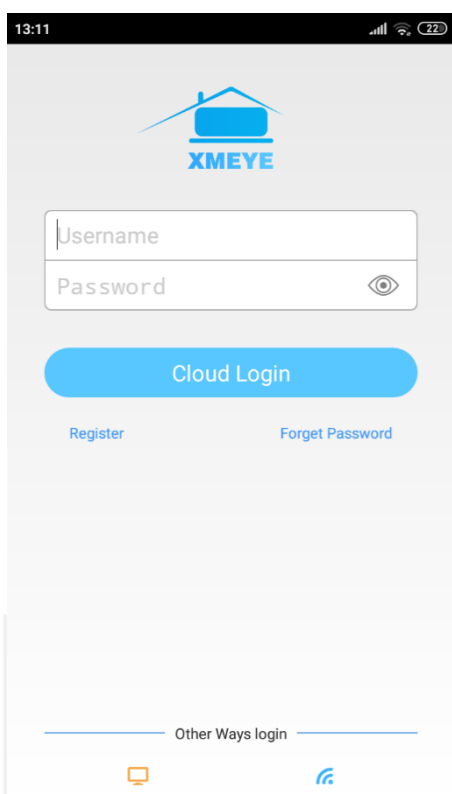 13:11
22
XMEYE
Username
Password
Cloud Login
Register
Forget Password
Other Ways login